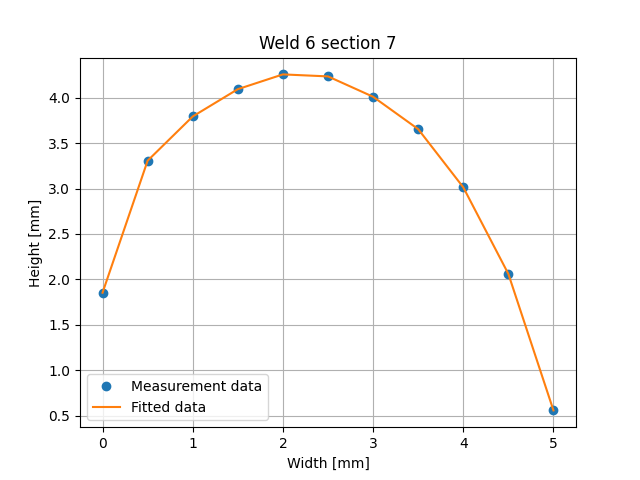 Weld 6 section 7
Height [mm]
4.0
3.5
3.0
2.5
2.0
1.5
1.0
0.5
Measurement data
Fitted data
0 1 2 3 4 5
Width [mm]